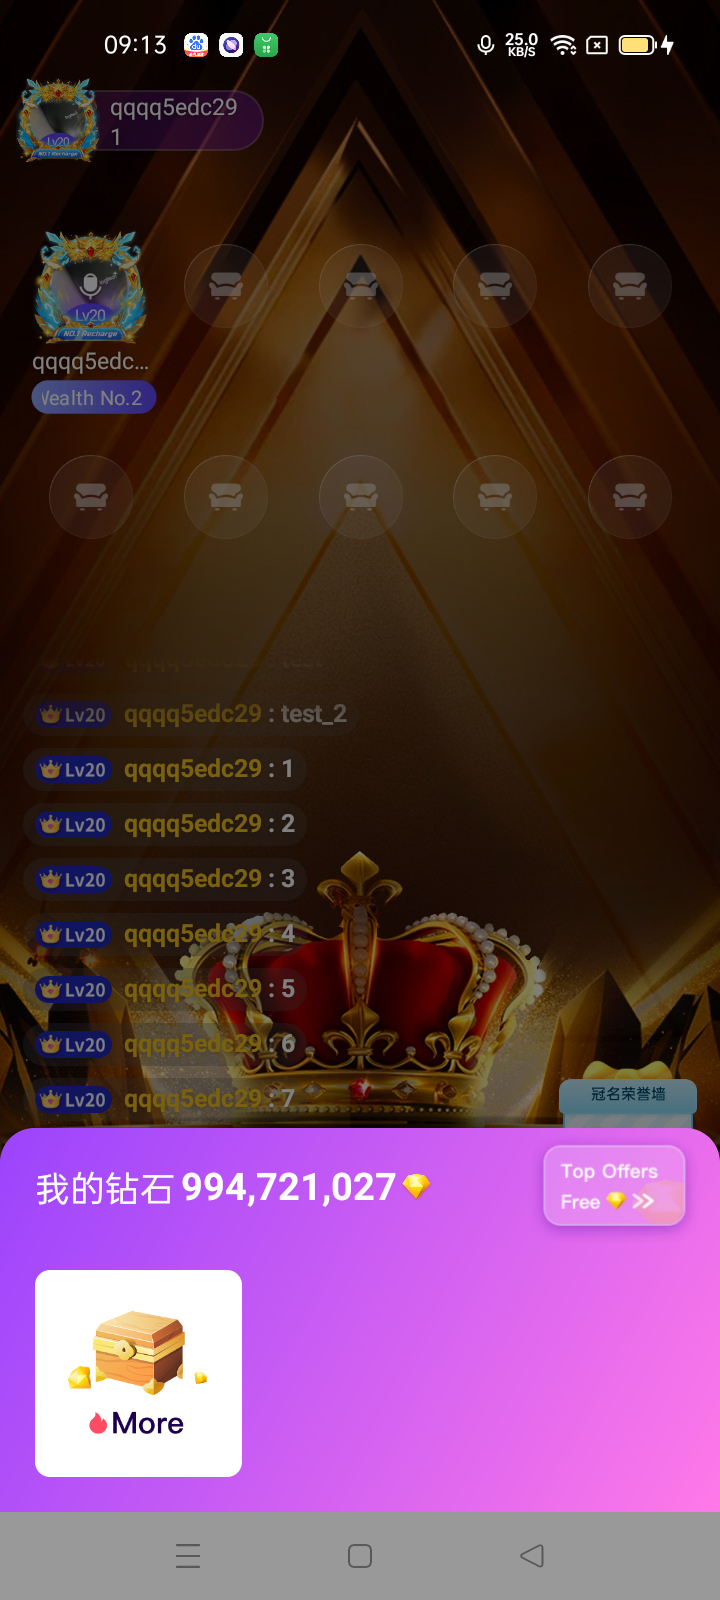 09:13
25.0
KB/S
qqqq5edc29
1
Lv20
NO.1 Recharge
Lv20
NO.1 Recharge
qqqq5edc...
Wealth No.2
Lv20 qqqq5edc29 : test_2
Lv20 qqqq5edc29 : 1
Lv20 qqqq5edc29 : 2
Lv20 qqqq5edc29 : 3
Lv20 qqqq5edc29 : 4
Lv20 qqqq5edc29 : 5
Lv20 qqqq5edc29 : 6
Lv20 qqqq5edc29 : 7
冠名荣誉墙
我的钻石 994,721,027
Top Offers
Free
More